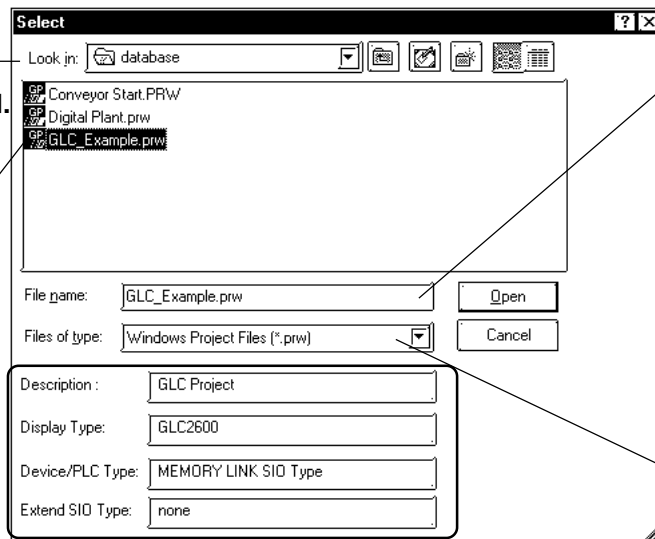 Select
Look in: database
Conveyor Start.PRW
Digital Plant.prw
GLC_Example.prw
File name: GLC_Example.prw Open
Files of type: Windows Project Files (*.prw) Cancel
Description : GLC Project
Display Type: GLC2600
Device/PLC Type: MEMORY LINK SIO Type
Extend SIO Type: none